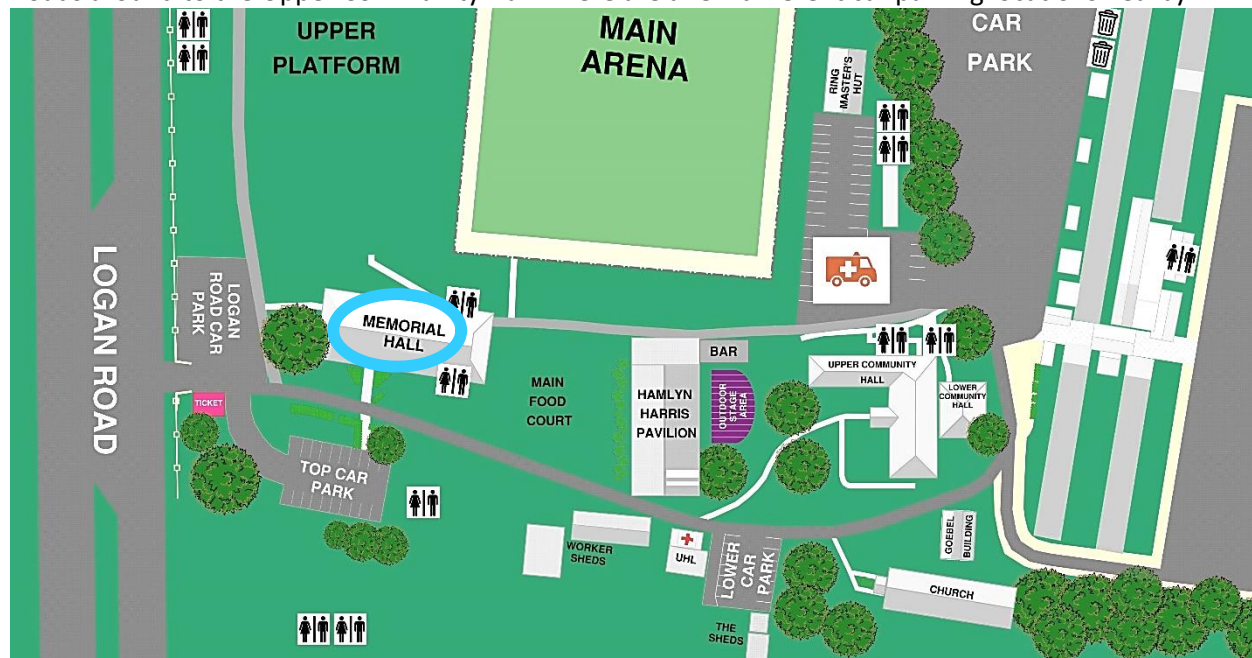 UPPER
PLATFORM
MAIN
ARENA
CAR
PARK
RING
MASTER'S
HUT
LOGAN ROAD
LOGAN
ROAD CAR
PARK
MEMORIAL
HALL
TICKET
TOP CAR
PARK
MAIN
FOOD
COURT
HAMLYN
HARRIS
PAVILION
BAR
OUTDOOR
STAGE
AREA
UPPER COMMUNITY
HALL
LOWER
COMMUNITY
HALL
WORKER
SHEDS
UHL
LOWER
CAR
PARK
THE
SHEDS
GOEBEL
BUILDING
CHURCH